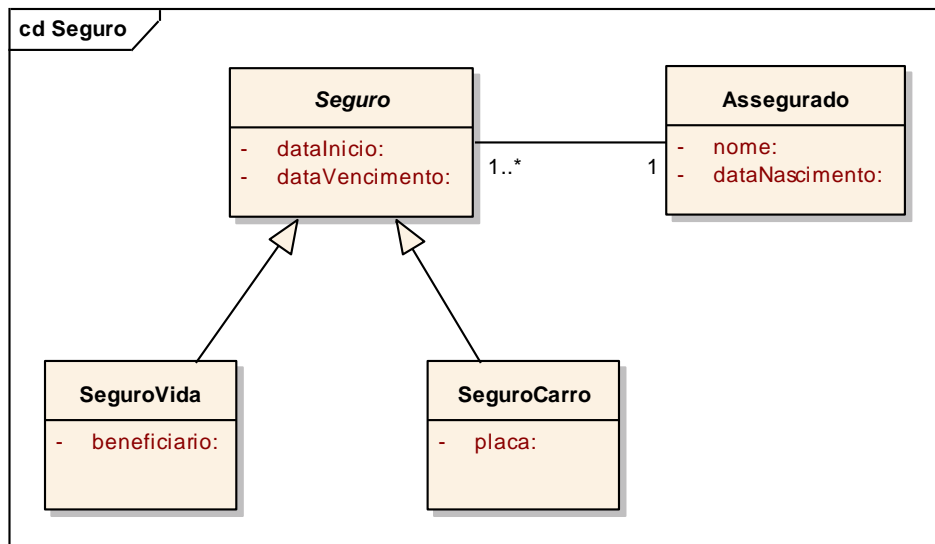 cd Seguro
Seguro
- dataInicio:
- dataVencimento:
1..*
1
Assegurado
- nome:
- dataNascimento:
SeguroVida
- beneficiario:
SeguroCarro
- placa: